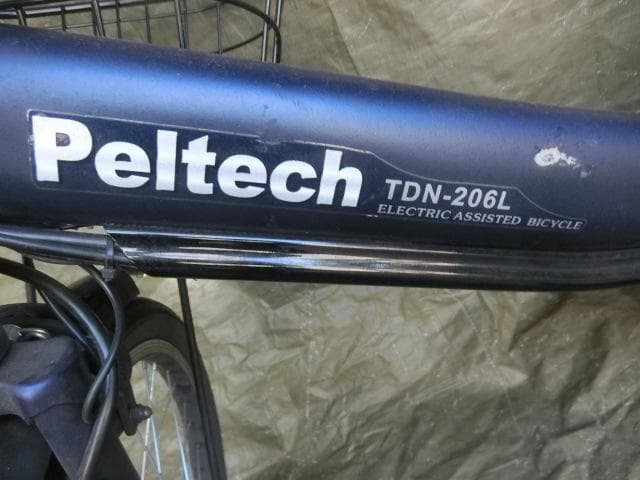 Peltech
TDN-206L
ELECTRIC ASSISTED BICYCLE